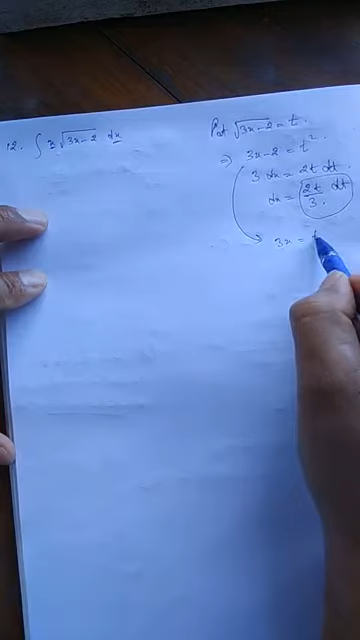 12. ∫ 3 √(3x-2) dx
Put √(3x-2) = t.
⇒ 3x-2 = t².
3 dx = 2t dt.
dx = 2t/3. dt
3x = t